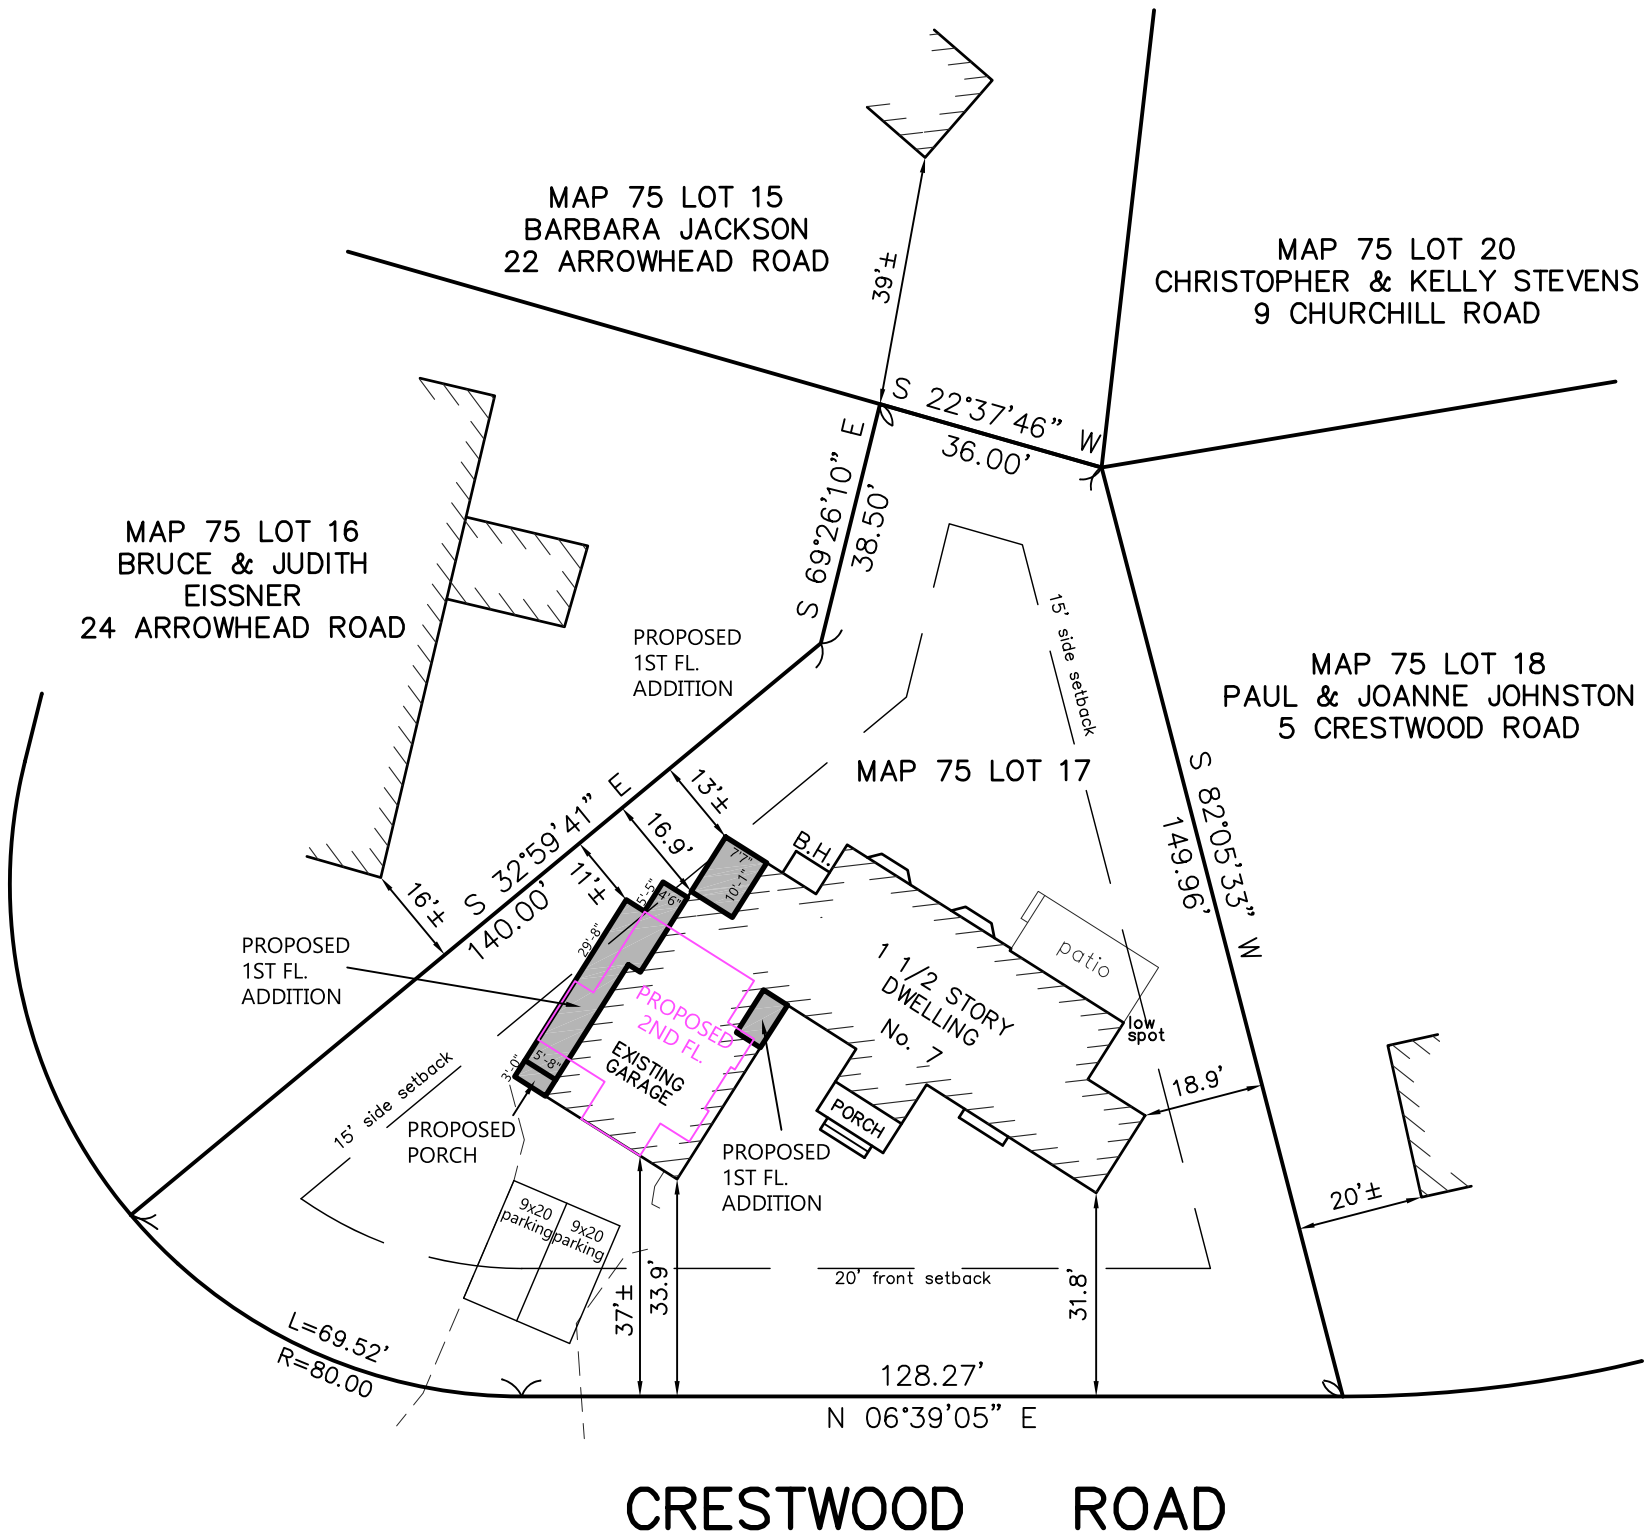 MAP 75 LOT 15
BARBARA JACKSON
22 ARROWHEAD ROAD
39'±
MAP 75 LOT 20
CHRISTOPHER & KELLY STEVENS
9 CHURCHILL ROAD
S 22°37'46" W
36.00'
S 69°26'10" E
38.50'
MAP 75 LOT 16
BRUCE & JUDITH
EISSNER
24 ARROWHEAD ROAD
PROPOSED
1ST FL.
ADDITION
15' side setback
MAP 75 LOT 18
PAUL & JOANNE JOHNSTON
5 CRESTWOOD ROAD
MAP 75 LOT 17
S 82°05'33" W
149.96'
S 32°59'41" E
140.00'
13'±
16.9'
11'±
16'±
B.H.
7'7"
10'-1"
5'-5"
4'6"
29'-8"
PROPOSED
1ST FL.
ADDITION
patio
low
spot
1 1/2 STORY
DWELLING
No. 7
PROPOSED
2ND FL.
EXISTING
GARAGE
5'-8"
3'-0"
15' side setback
PROPOSED
PORCH
PORCH
18.9'
PROPOSED
1ST FL.
ADDITION
20'±
9x20
parking
9x20
parking
20' front setback
37'±
33.9'
31.8'
L=69.52'
R=80.00
128.27'
N 06°39'05" E
CRESTWOOD ROAD